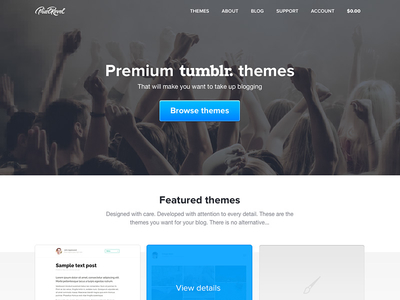 PixelRevel
THEMES ABOUT BLOG SUPPORT ACCOUNT $0.00
Premium tumblr. themes
That will make you want to take up blogging
Browse themes
Featured themes
Designed with care. Developed with attention to every detail. These are the
themes you want for your blog. There is no alternative...
Sample text post
View details